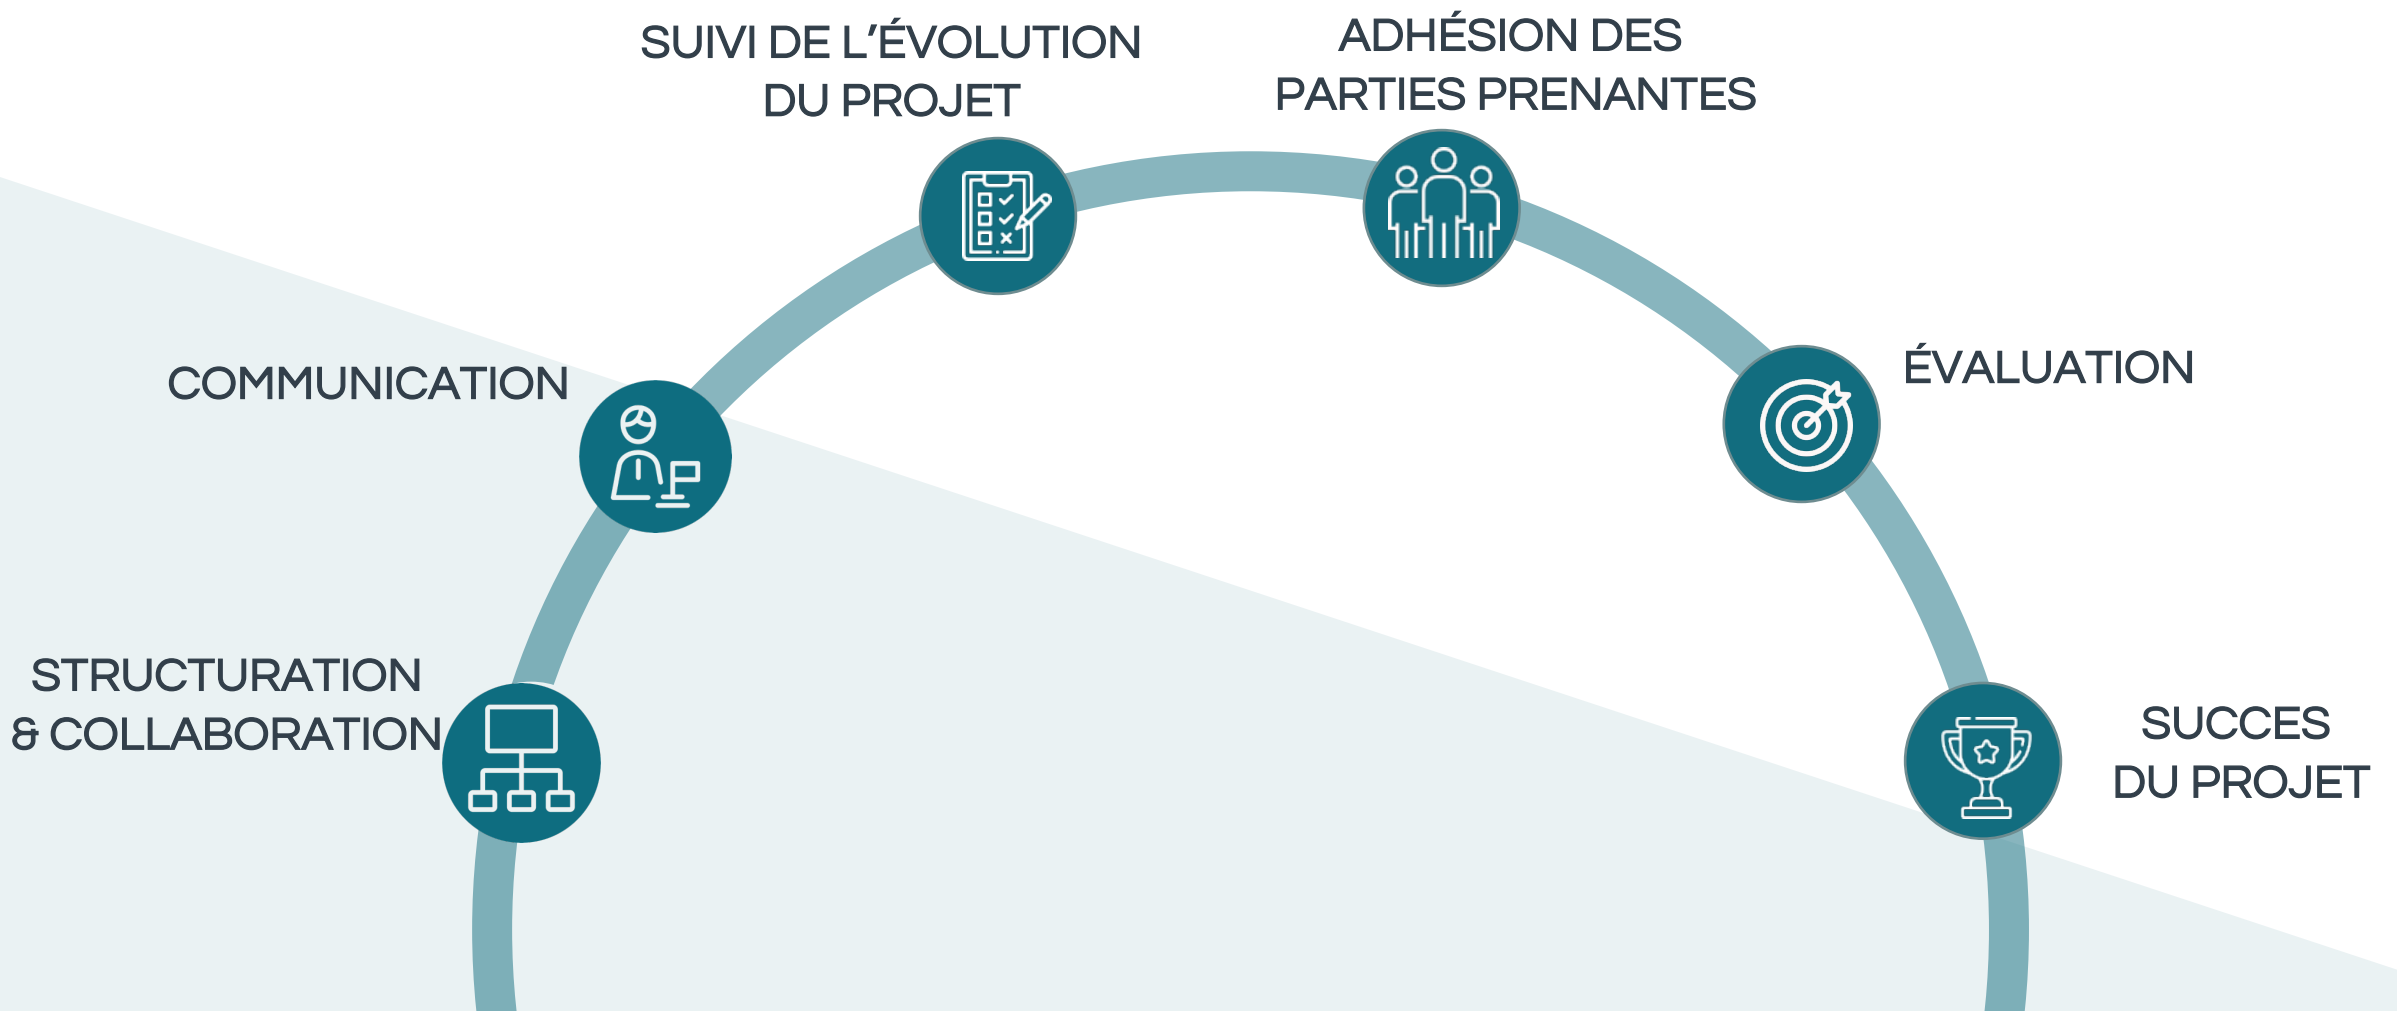 SUIVI DE L’ÉVOLUTION
DU PROJET
ADHÉSION DES
PARTIES PRENANTES
COMMUNICATION
ÉVALUATION
STRUCTURATION
& COLLABORATION
SUCCES
DU PROJET